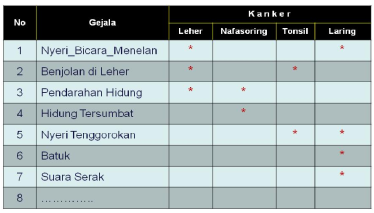 No Gejala Kanker
Leher Nafasoring Tonsil Laring
1 Nyeri_Bicara_Menelan * *
2 Benjolan di Leher * *
3 Pendarahan Hidung * *
4 Hidung Tersumbat *
5 Nyeri Tenggorokan * *
6 Batuk *
7 Suara Serak *
8 ..............